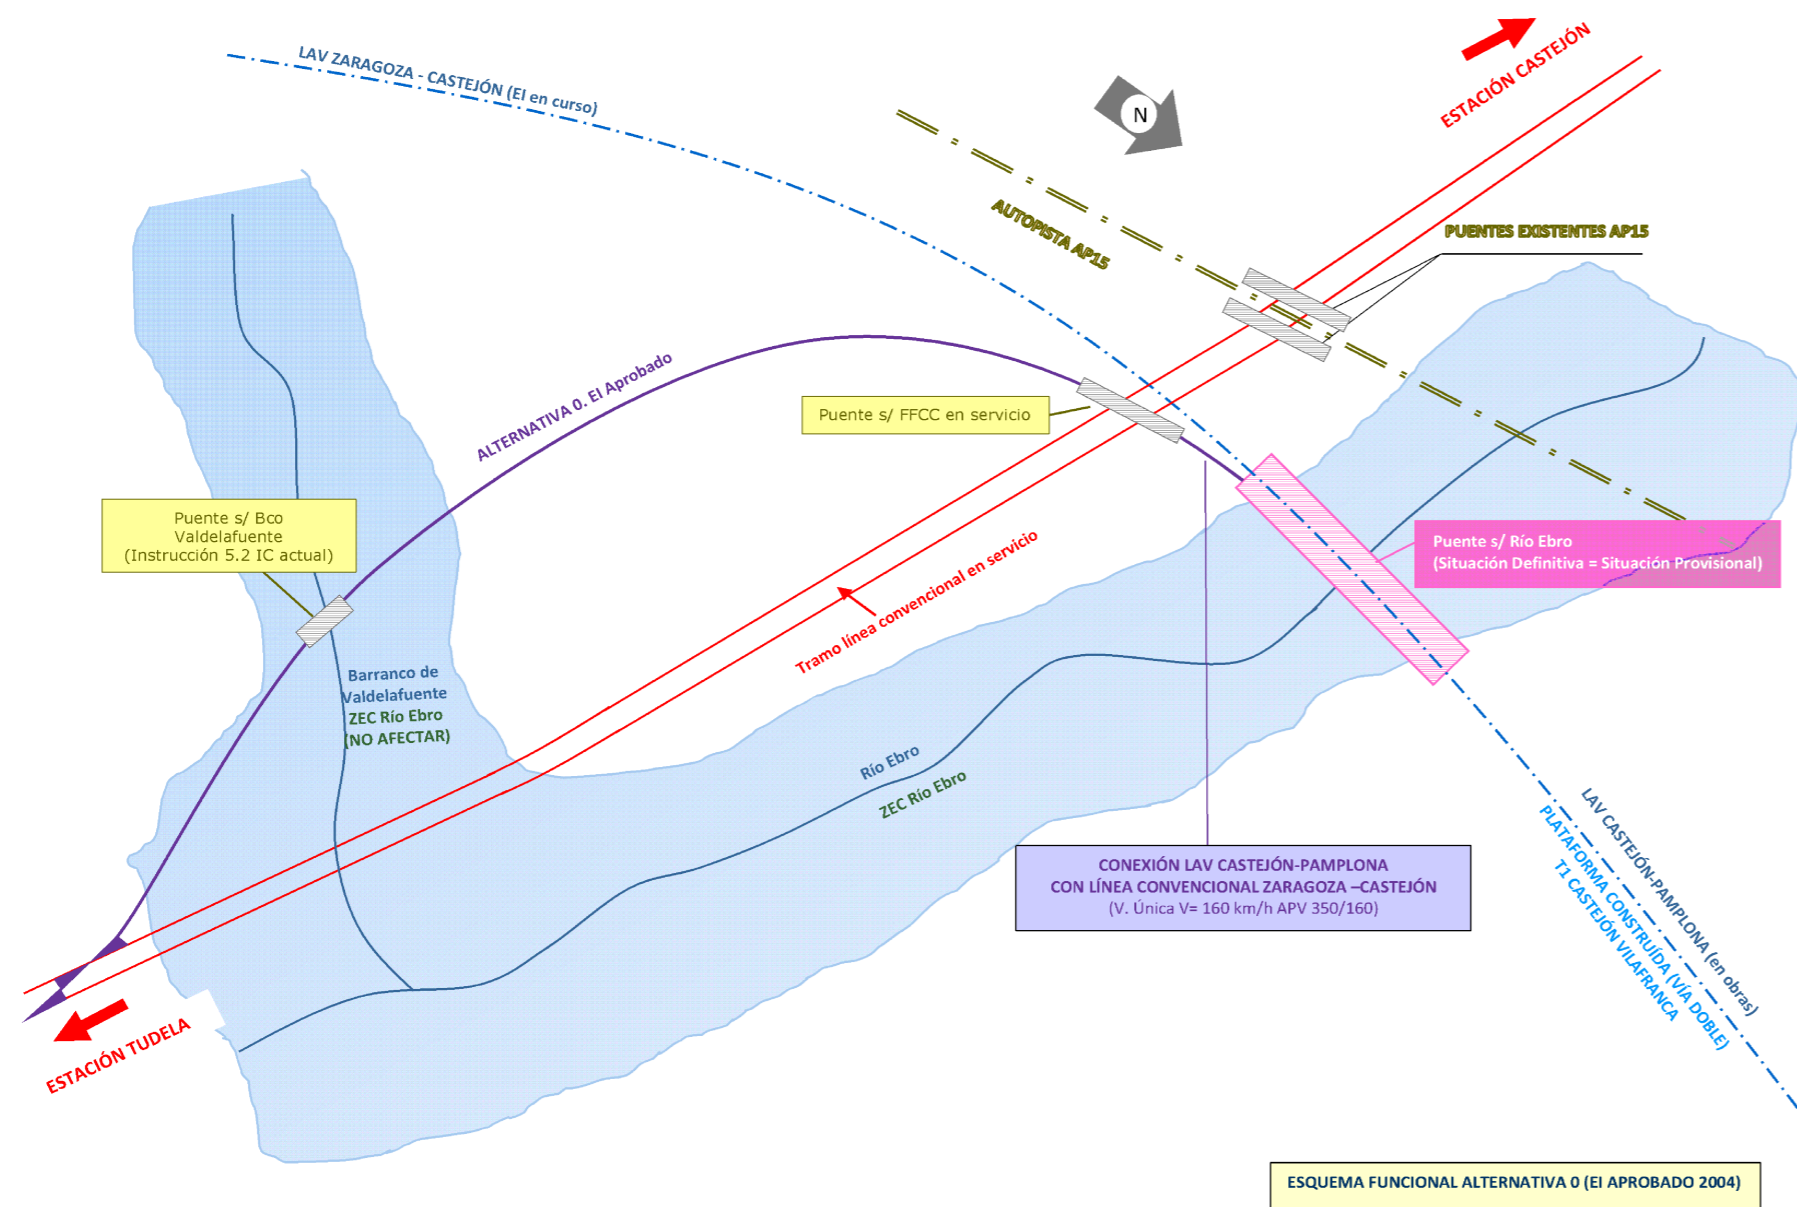 LAV ZARAGOZA - CASTEJÓN (EI en curso)
ESTACIÓN CASTEJÓN
N
AUTOPISTA AP15
PUENTES EXISTENTES AP15
ALTERNATIVA 0. EI Aprobado
Puente s/ FFCC en servicio
Puente s/ Bco
Valdelafuente
(Instrucción 5.2 IC actual)
Puente s/ Río Ebro
(Situación Definitiva = Situación Provisional)
Tramo línea convencional en servicio
Barranco de
Valdelafuente
ZEC Río Ebro
(NO AFECTAR)
Río Ebro
ZEC Río Ebro
CONEXIÓN LAV CASTEJÓN-PAMPLONA
CON LÍNEA CONVENCIONAL ZARAGOZA –CASTEJÓN
(V. Única V= 160 km/h APV 350/160)
LAV CASTEJÓN-PAMPLONA (en obras)
PLATAFORMA CONSTRUÍDA (VÍA DOBLE)
T1 CASTEJÓN VILAFRANCA
ESTACIÓN TUDELA
ESQUEMA FUNCIONAL ALTERNATIVA 0 (EI APROBADO 2004)